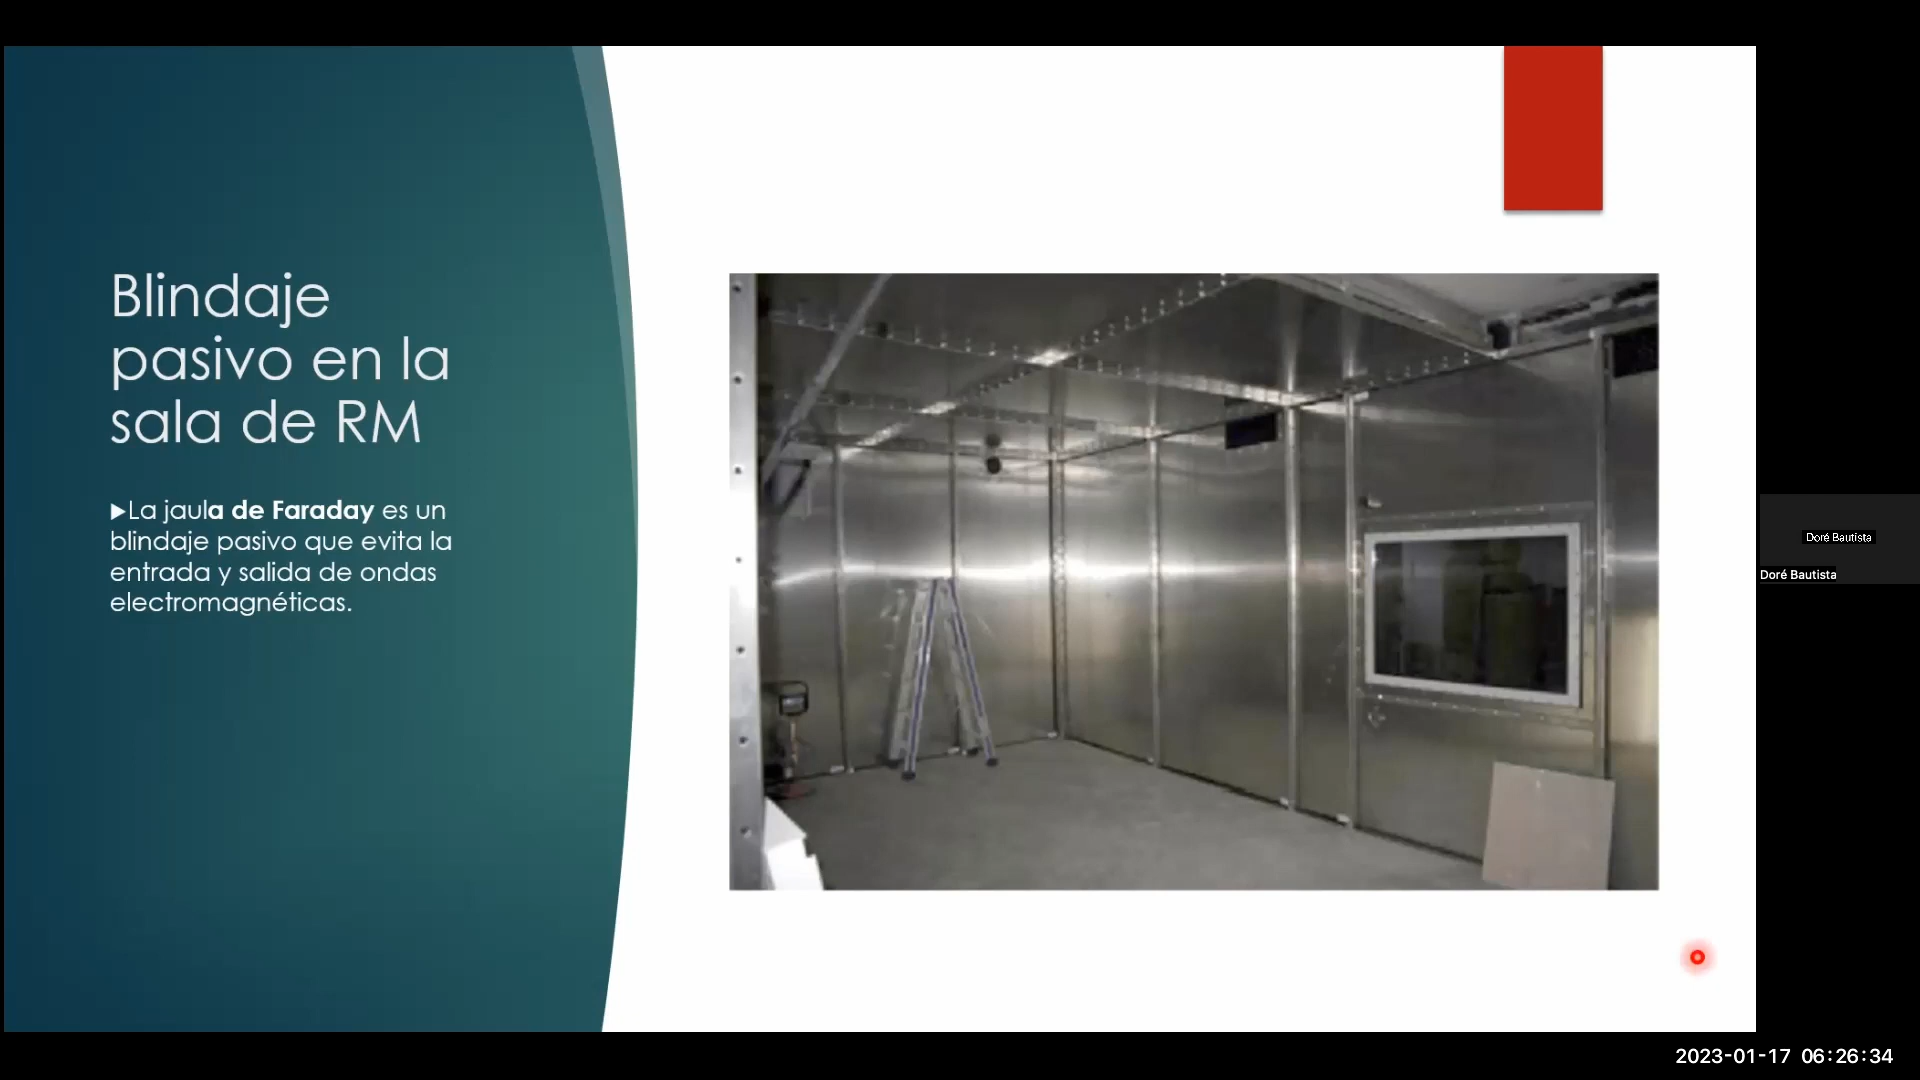 Blindaje
pasivo en la
sala de RM
▶La jaula de Faraday es un
blindaje pasivo que evita la
entrada y salida de ondas
electromagnéticas.
Doré Bautista
Doré Bautista
2023-01-17 06:26:34